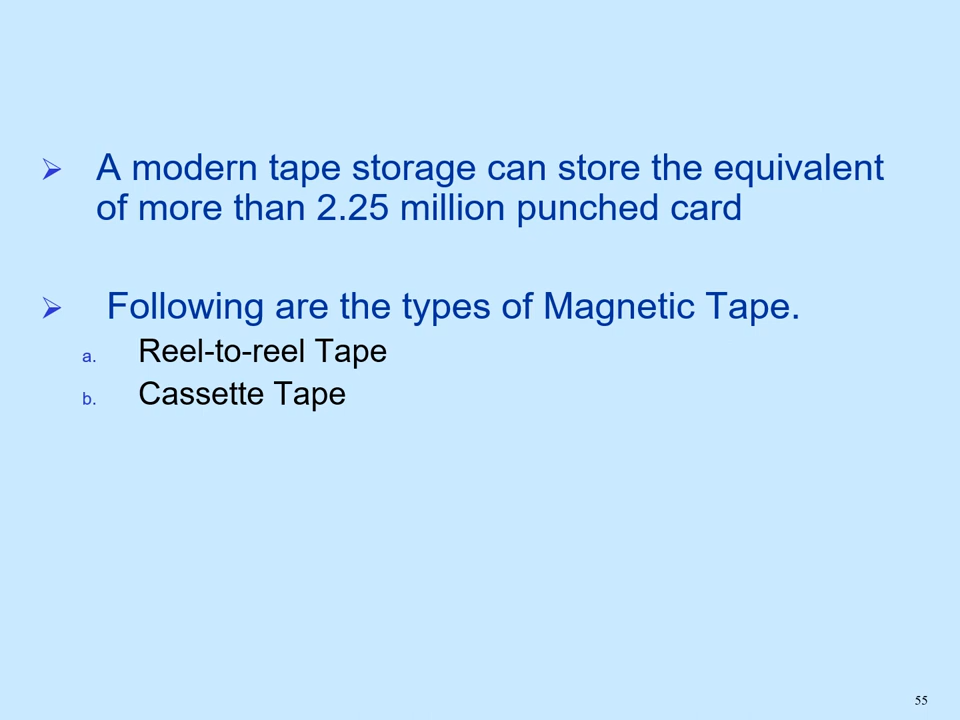 A modern tape storage can store the equivalent
of more than 2.25 million punched card
Following are the types of Magnetic Tape.
a. Reel-to-reel Tape
b. Cassette Tape
55